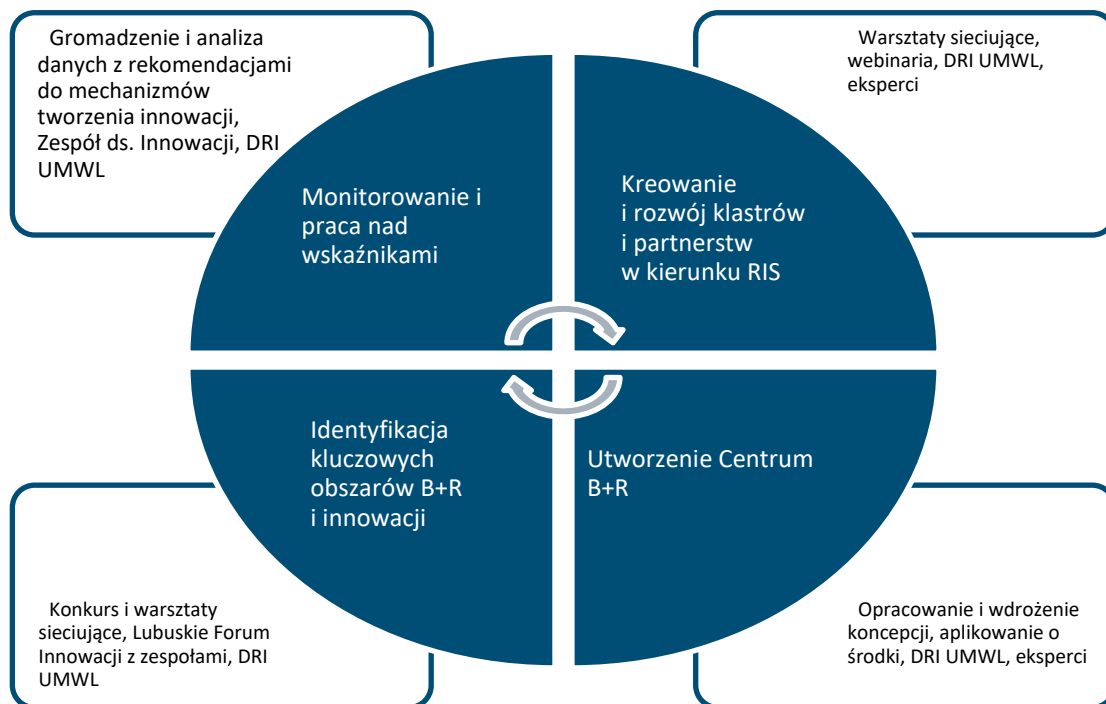 Gromadzenie i analiza
danych z rekomendacjami
do mechanizmów
tworzenia innowacji,
Zespół ds. Innowacji, DRI
UMWL
Warsztaty sieciujące,
webinaria, DRI UMWL,
eksperci
Monitorowanie i
praca nad
wskaźnikami
Kreowanie
i rozwój klastrów
i partnerstw
w kierunku RIS
Identyfikacja
kluczowych
obszarów B+R
i innowacji
Utworzenie Centrum
B+R
Konkurs i warsztaty
sieciujące, Lubuskie Forum
Innowacji z zespołami, DRI
UMWL
Opracowanie i wdrożenie
koncepcji, aplikowanie o
środki, DRI UMWL, eksperci